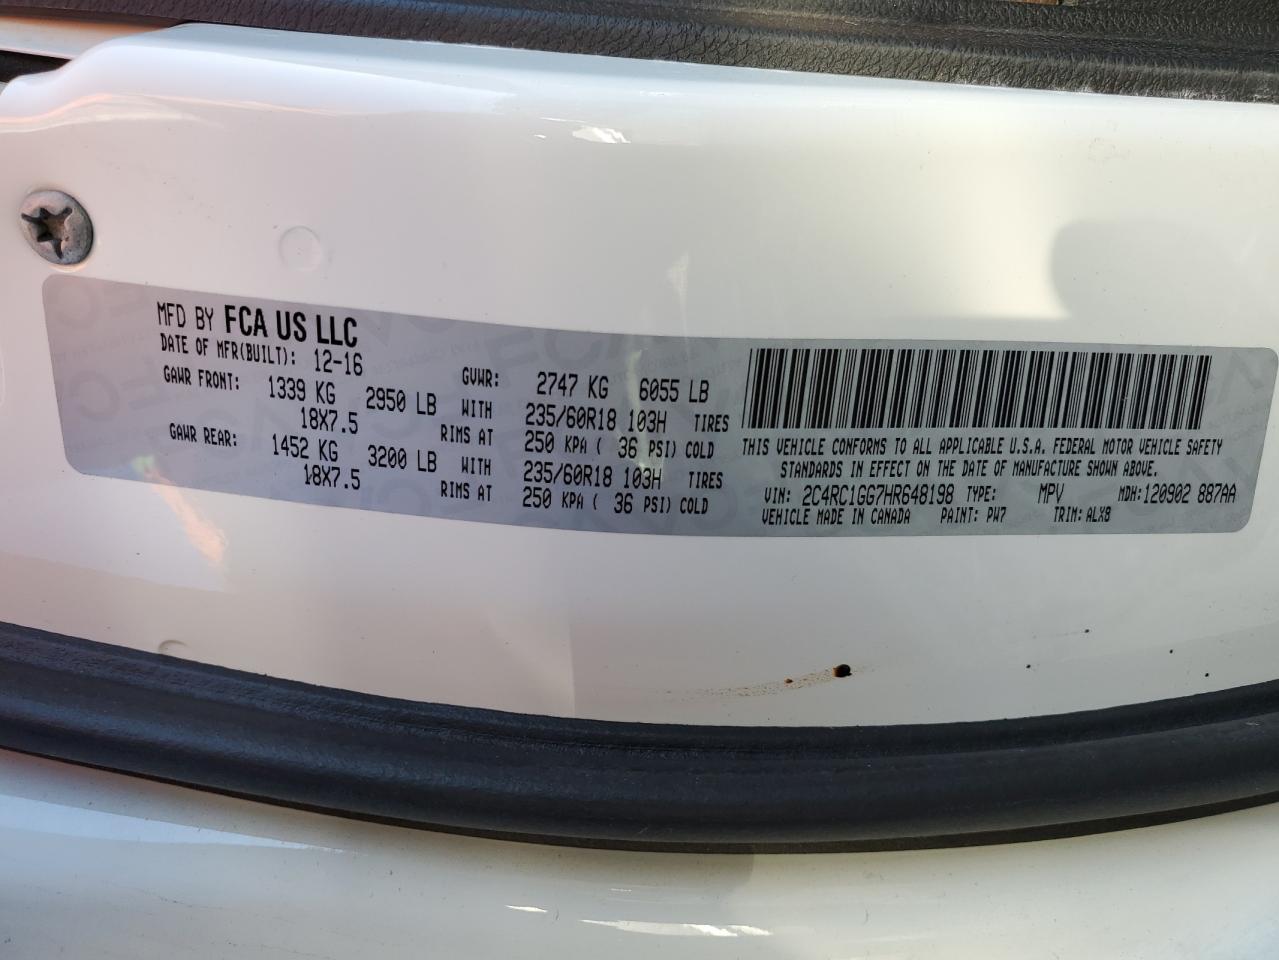 MFD BY FCA US LLC
DATE OF MFR(BUILT): 12-16 GVWR: 2747 KG 6055 LB
GAWR FRONT: 1339 KG 2950 LB WITH 235/60R18 103H TIRES
18X7.5 RIMS AT 250 KPA ( 36 PSI) COLD
GAWR REAR: 1452 KG 3200 LB WITH 235/60R18 103H TIRES
18X7.5 RIMS AT 250 KPA ( 36 PSI) COLD
THIS VEHICLE CONFORMS TO ALL APPLICABLE U.S.A. FEDERAL MOTOR VEHICLE SAFETY
STANDARDS IN EFFECT ON THE DATE OF MANUFACTURE SHOWN ABOVE.
VIN: 2C4RC1GG7HR648198 TYPE: MPV MDH:120902 887AA
VEHICLE MADE IN CANADA PAINT: PW7 TRIM: ALX8